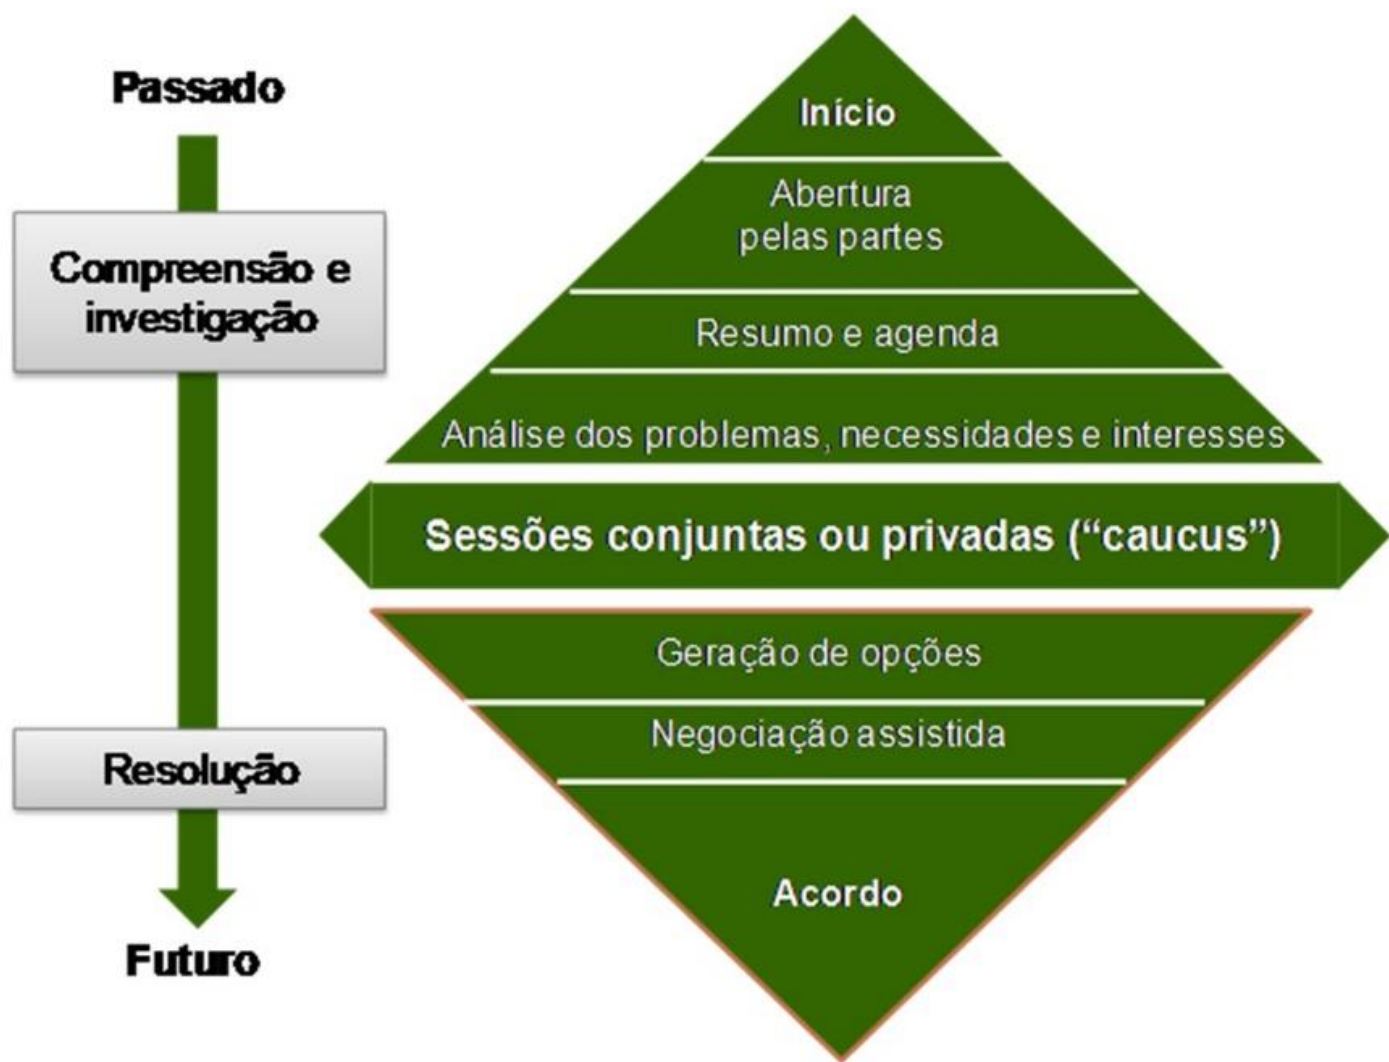 Passado
Compreensão e
investigação
Resolução
Futuro
Início
Abertura
pelas partes
Resumo e agenda
Análise dos problemas, necessidades e interesses
Sessões conjuntas ou privadas (“caucus”)
Geração de opções
Negociação assistida
Acordo